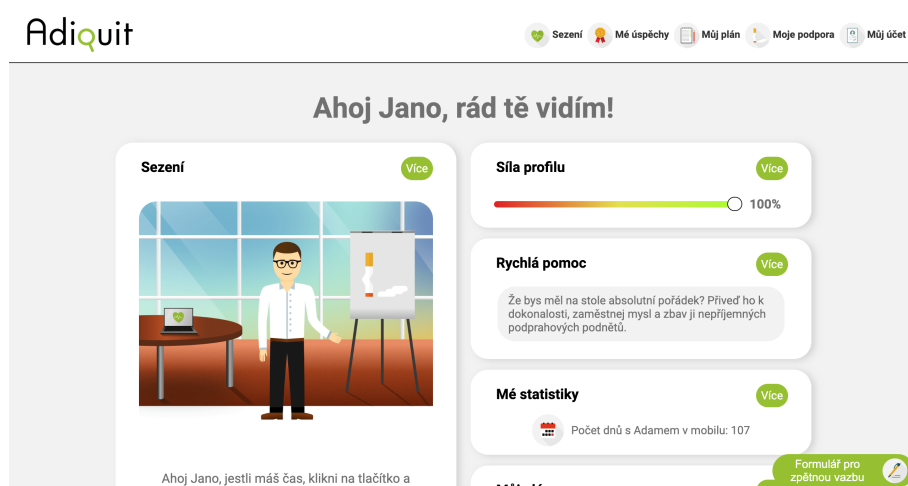 Adiquit
Sezení
Mé úspěchy
Můj plán
Moje podpora
Můj účet
Ahoj Jano, rád tě vidím!
Sezení
Více
Ahoj Jano, jestli máš čas, klikni na tlačítko a
Síla profilu
Více
100%
Rychlá pomoc
Více
Že bys měl na stole absolutní pořádek? Přiveď ho k
dokonalosti, zaměstnej mysl a zbav ji nepříjemných
podprahových podnětů.
Mé statistiky
Více
Počet dnů s Adamem v mobilu: 107
Formulář pro
zpětnou vazbu